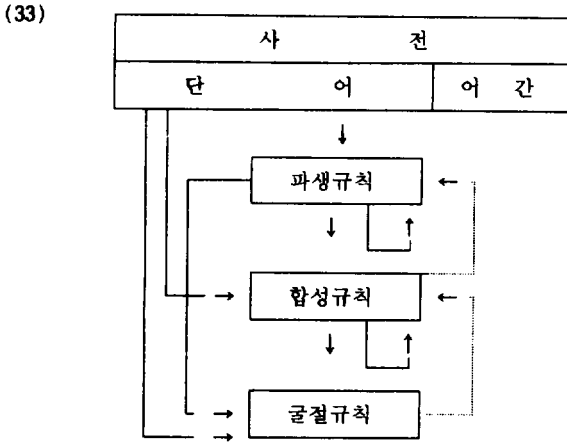 (33)
사 전
단 어 어 간
파생규칙
합성규칙
굴절규칙